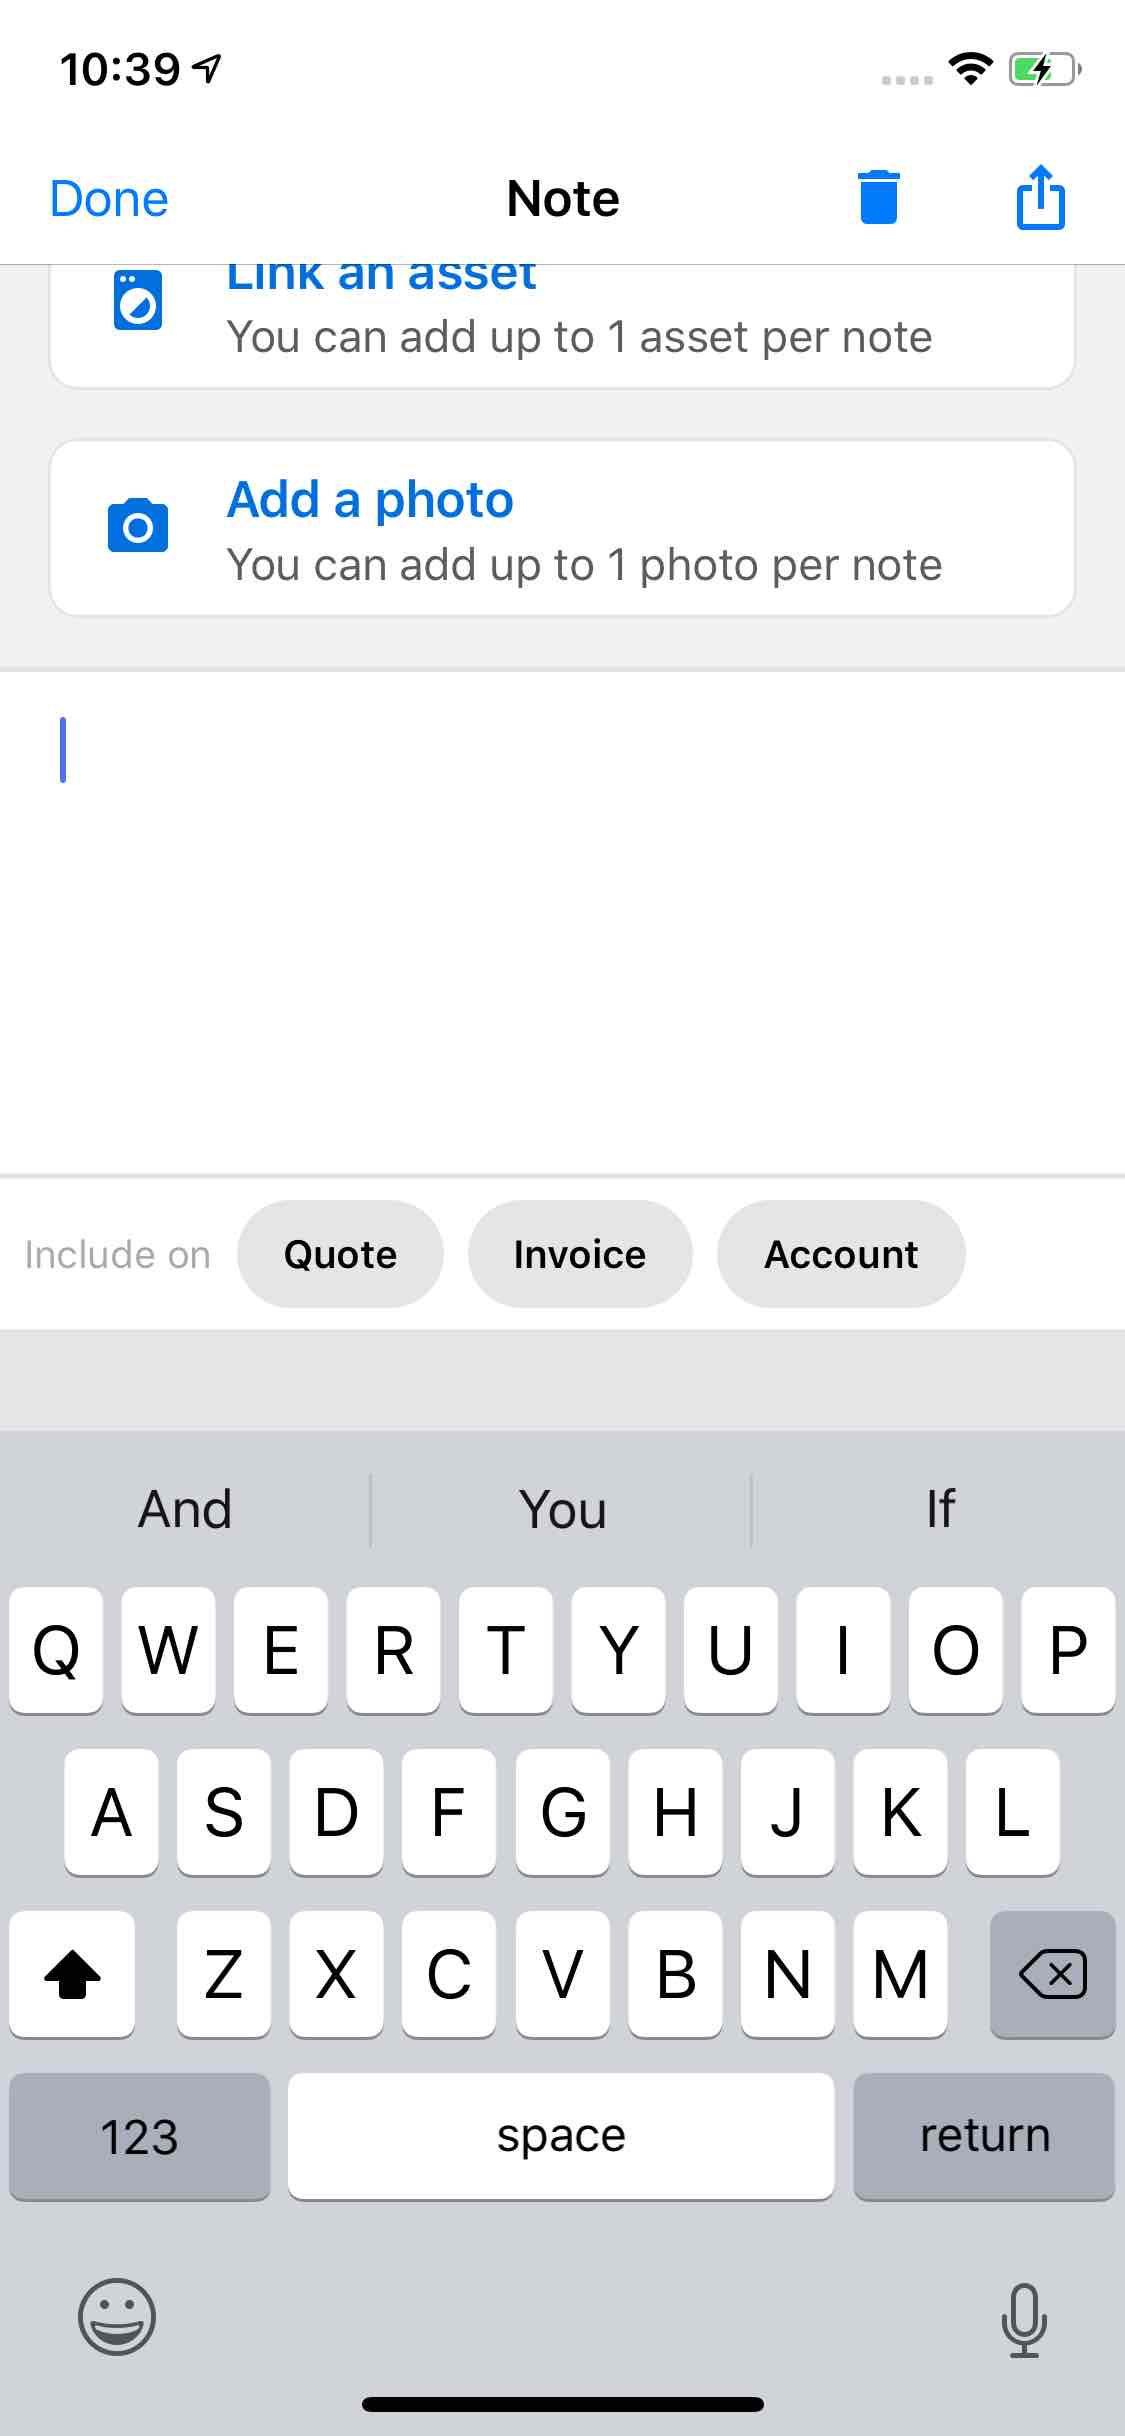 10:39
Done Note
Link an asset
You can add up to 1 asset per note
Add a photo
You can add up to 1 photo per note
Include on Quote Invoice Account
And You If
Q W E R T Y U I O P
A S D F G H J K L
Z X C V B N M
123 space return